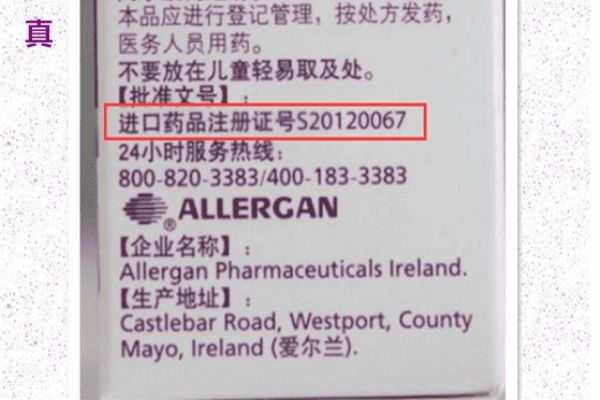 真
本品应进行登记管理，按处方发药，
医务人员用药。
不要放在儿童轻易取及处。
【批准文号】：
进口药品注册证号S20120067
24小时服务热线：
800-820-3383/400-183-3383
® ALLERGAN
【企业名称】：
Allergan Pharmaceuticals Ireland.
【生产地址】：
Castlebar Road, Westport, County
Mayo, Ireland (爱尔兰).